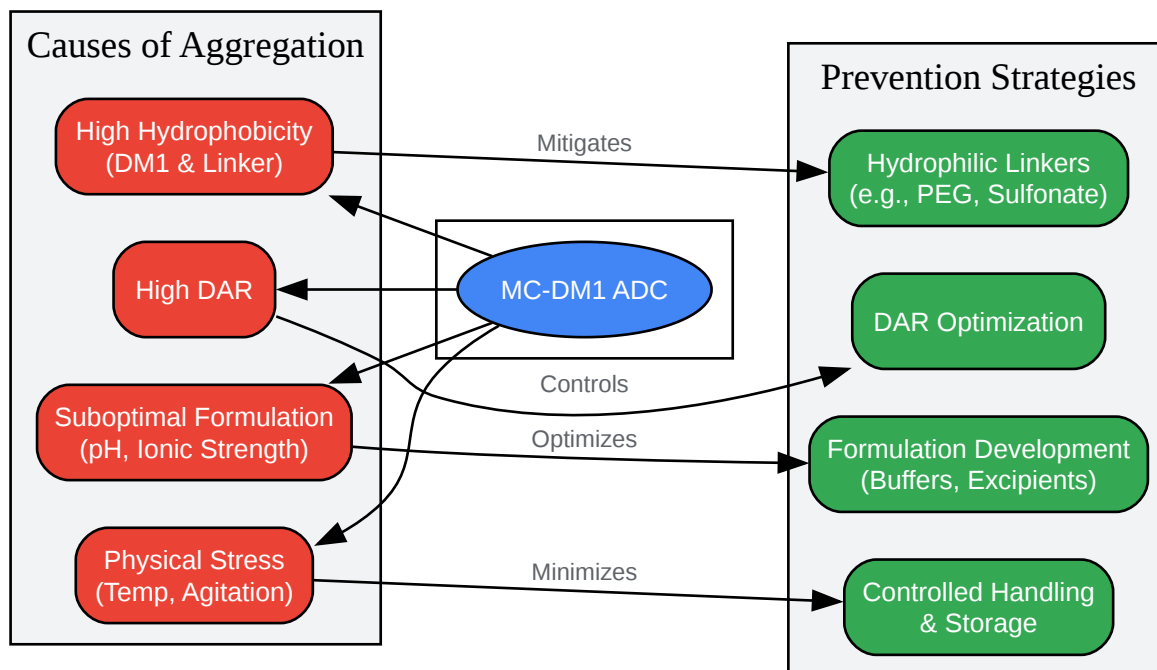 Causes of Aggregation
High Hydrophobicity
(DM1 & Linker)
High DAR
Suboptimal Formulation
(pH, Ionic Strength)
Physical Stress
(Temp, Agitation)
MC-DM1 ADC
Mitigates
Controls
Optimizes
Minimizes
Prevention Strategies
Hydrophilic Linkers
(e.g., PEG, Sulfonate)
DAR Optimization
Formulation Development
(Buffers, Excipients)
Controlled Handling
& Storage